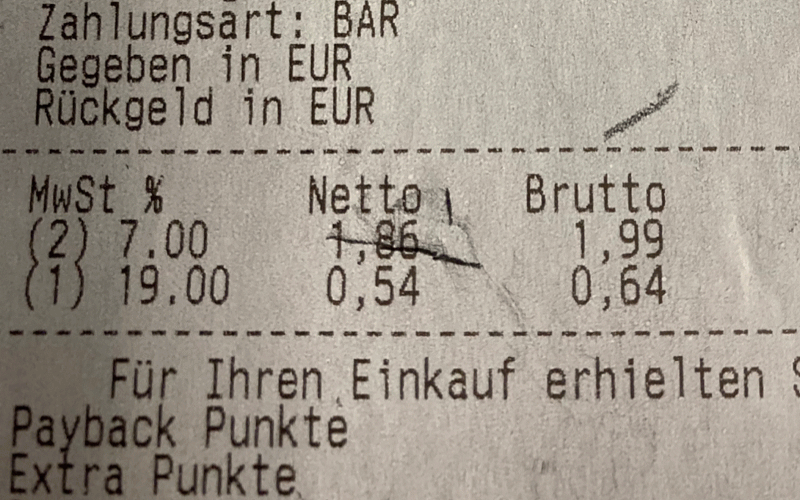 Zahlungsart: BAR
Gegeben in EUR
Rückgeld in EUR
MwSt % Netto Brutto
(2) 7.00 1,86 1,99
(1) 19.00 0,54 0,64
Für Ihren Einkauf erhielten
Payback Punkte
Extra Punkte